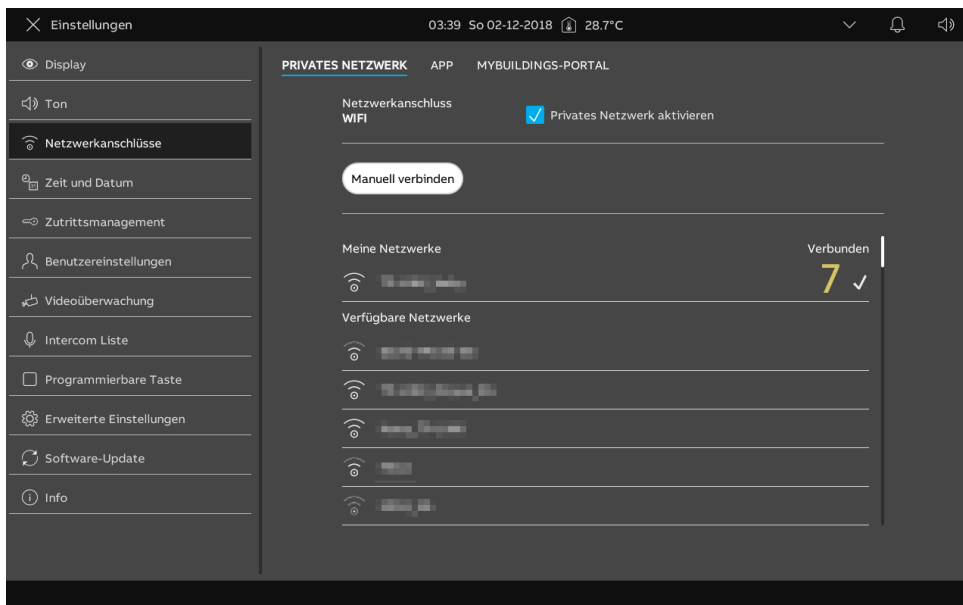 Einstellungen
03:39 So 02-12-2018 28.7°C
Display
Ton
Netzwerkanschlüsse
Zeit und Datum
Zutrittsmanagement
Benutzereinstellungen
Videoüberwachung
Intercom Liste
Programmierbare Taste
Erweiterte Einstellungen
Software-Update
Info
PRIVATES NETZWERK APP MYBUILDINGS-PORTAL
Netzwerkanschluss
WIFI
Privates Netzwerk aktivieren
Manuell verbinden
Meine Netzwerke Verbunden
7
Verfügbare Netzwerke